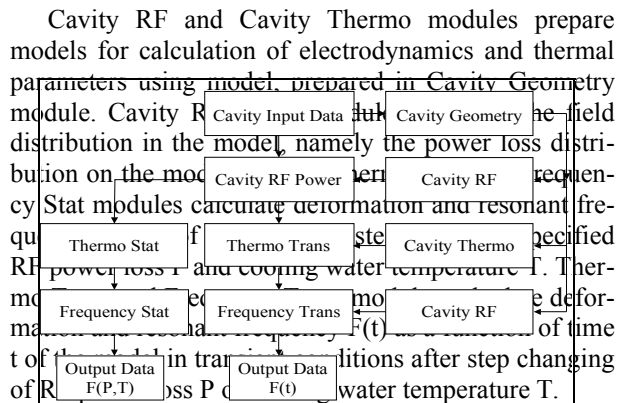 Cavity RF and Cavity Thermo modules prepare
models for calculation of electrodynamics and thermal
parameters using model, prepared in Cavity Geometry
module. Cavity field
distribution in the model, namely the power loss distri-
bution on the
cy Stat modules calculate deformation and resonant fre-
of
RF power loss P and cooling water temperature T. Ther-
defor-
mation and resonant frequency F(t) as a function of time
t of the model in conditions after step changing
of water temperature T.
Cavity Input Data
Cavity Geometry
Cavity RF Power
Cavity RF
Thermo Stat
Thermo Trans
Cavity Thermo
Frequency Stat
Frequency Trans
Cavity RF
Output Data
F(P,T)
Output Data
F(t)